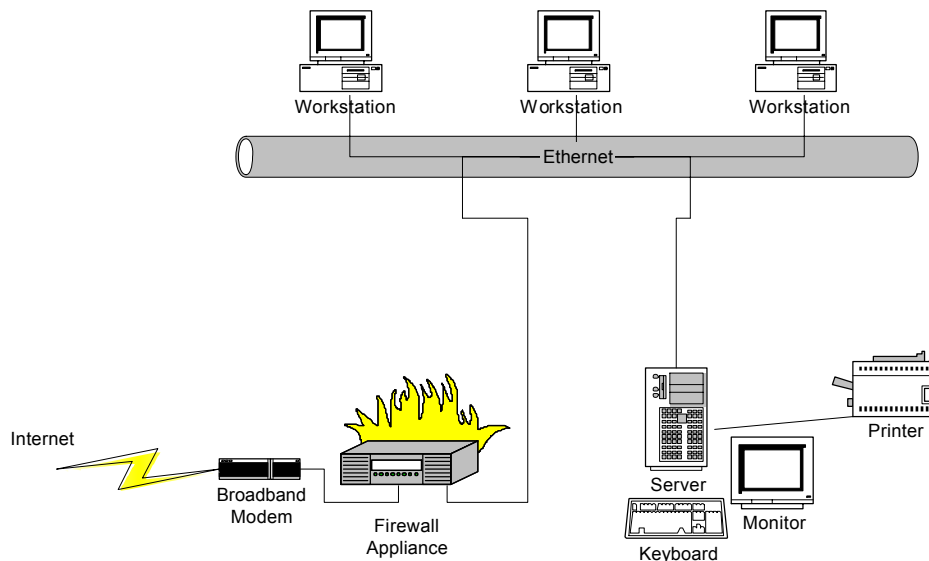 Workstation
Workstation
Workstation
Ethernet
Internet
Broadband
Modem
Firewall
Appliance
Server
Printer
Monitor
Keyboard